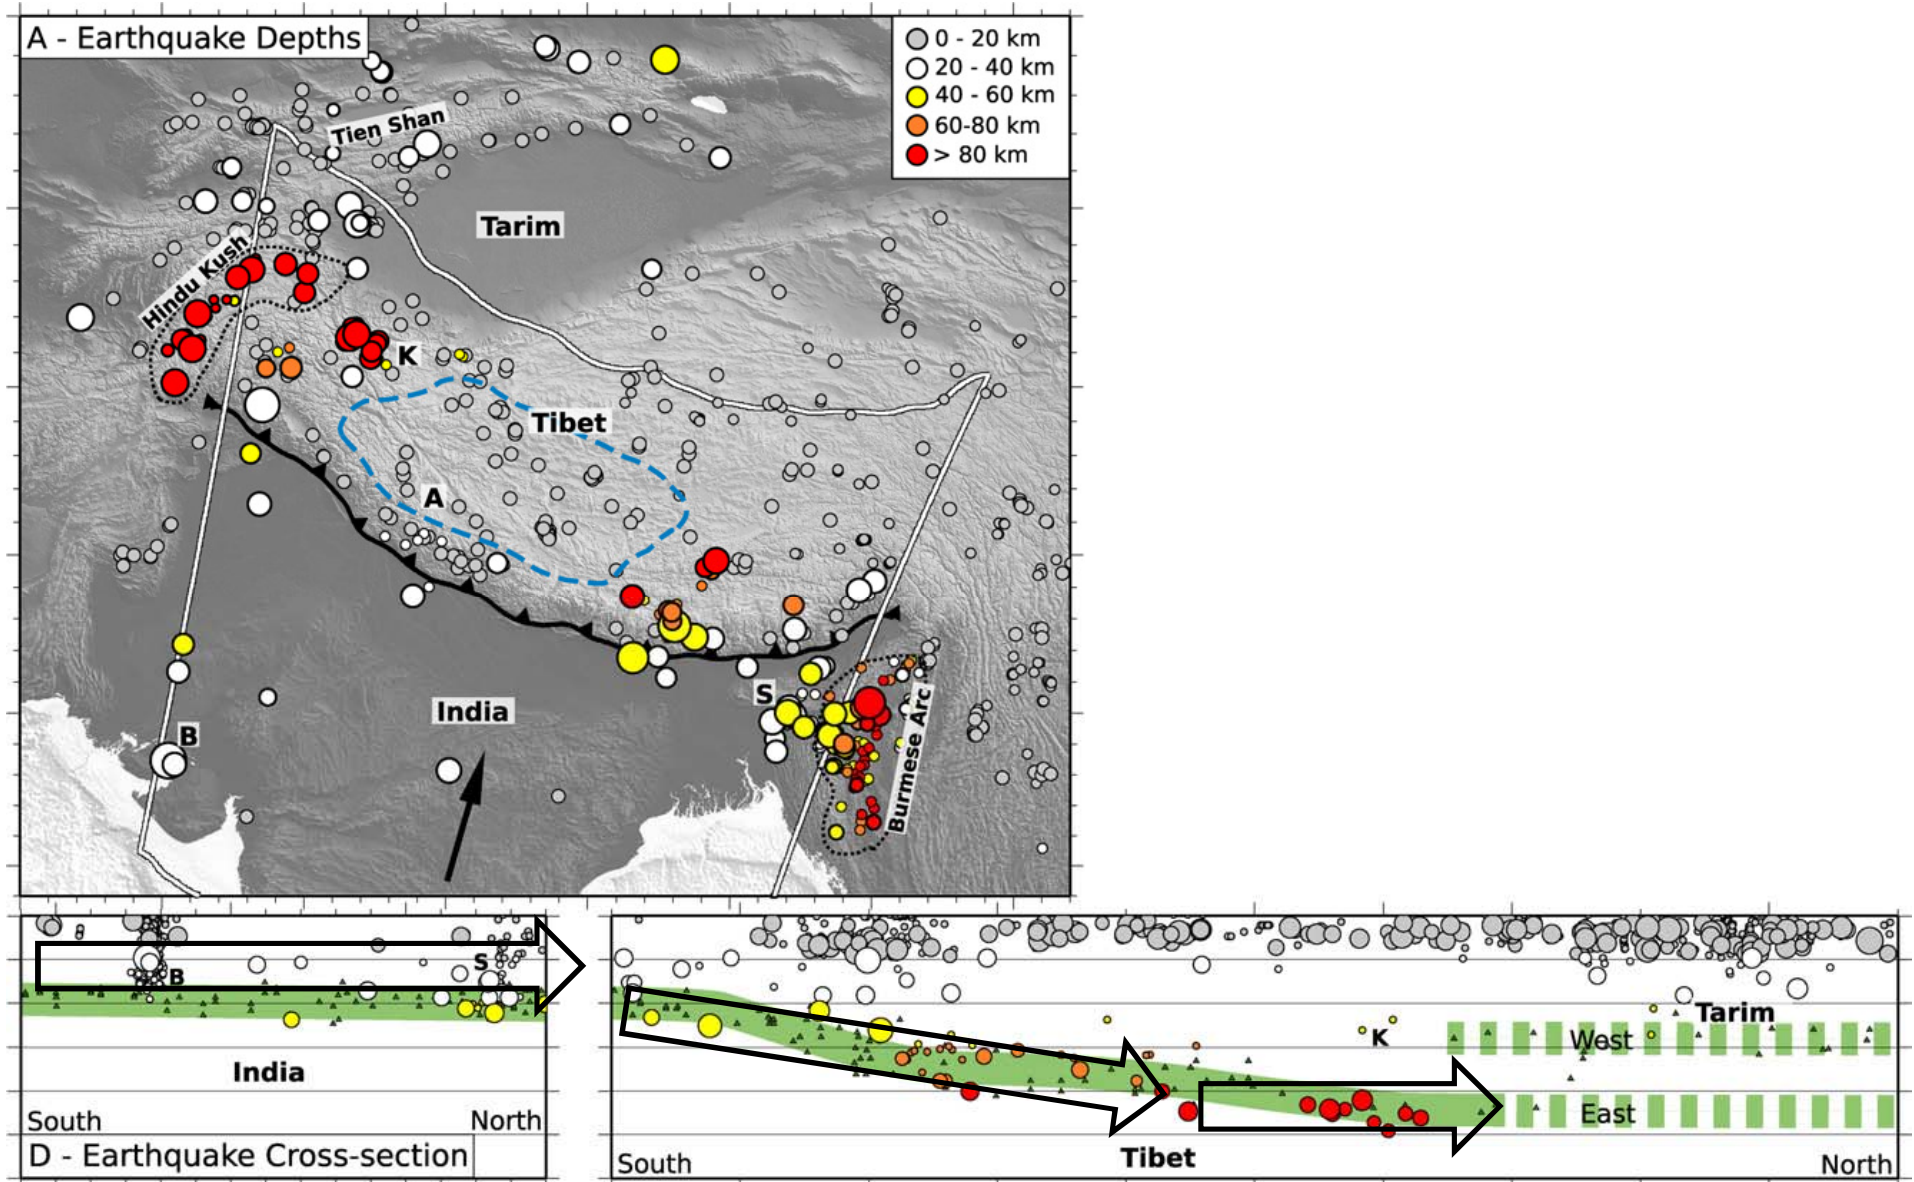 A - Earthquake Depths
0 - 20 km
20 - 40 km
40 - 60 km
60-80 km
> 80 km
Tien Shan
Tarim
Hindu Kush
K
Tibet
A
S
India
B
Burmese Arc
B
S
India
South
North
D - Earthquake Cross-section
K
Tarim
West
East
South
Tibet
North